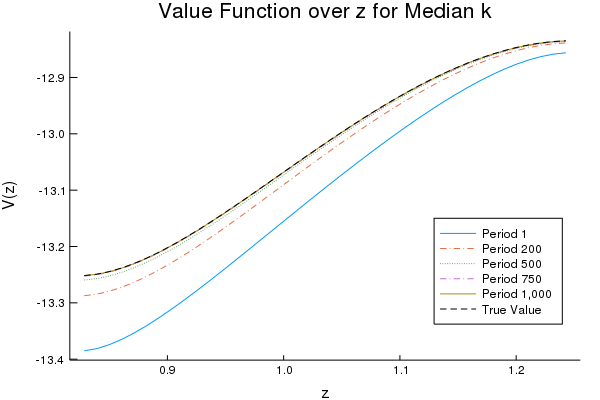 Value Function over z for Median k
V(z)
-12.9
-13.0
-13.1
-13.2
-13.3
-13.4
0.9
1.0
1.1
1.2
z
Period 1
Period 200
Period 500
Period 750
Period 1,000
True Value